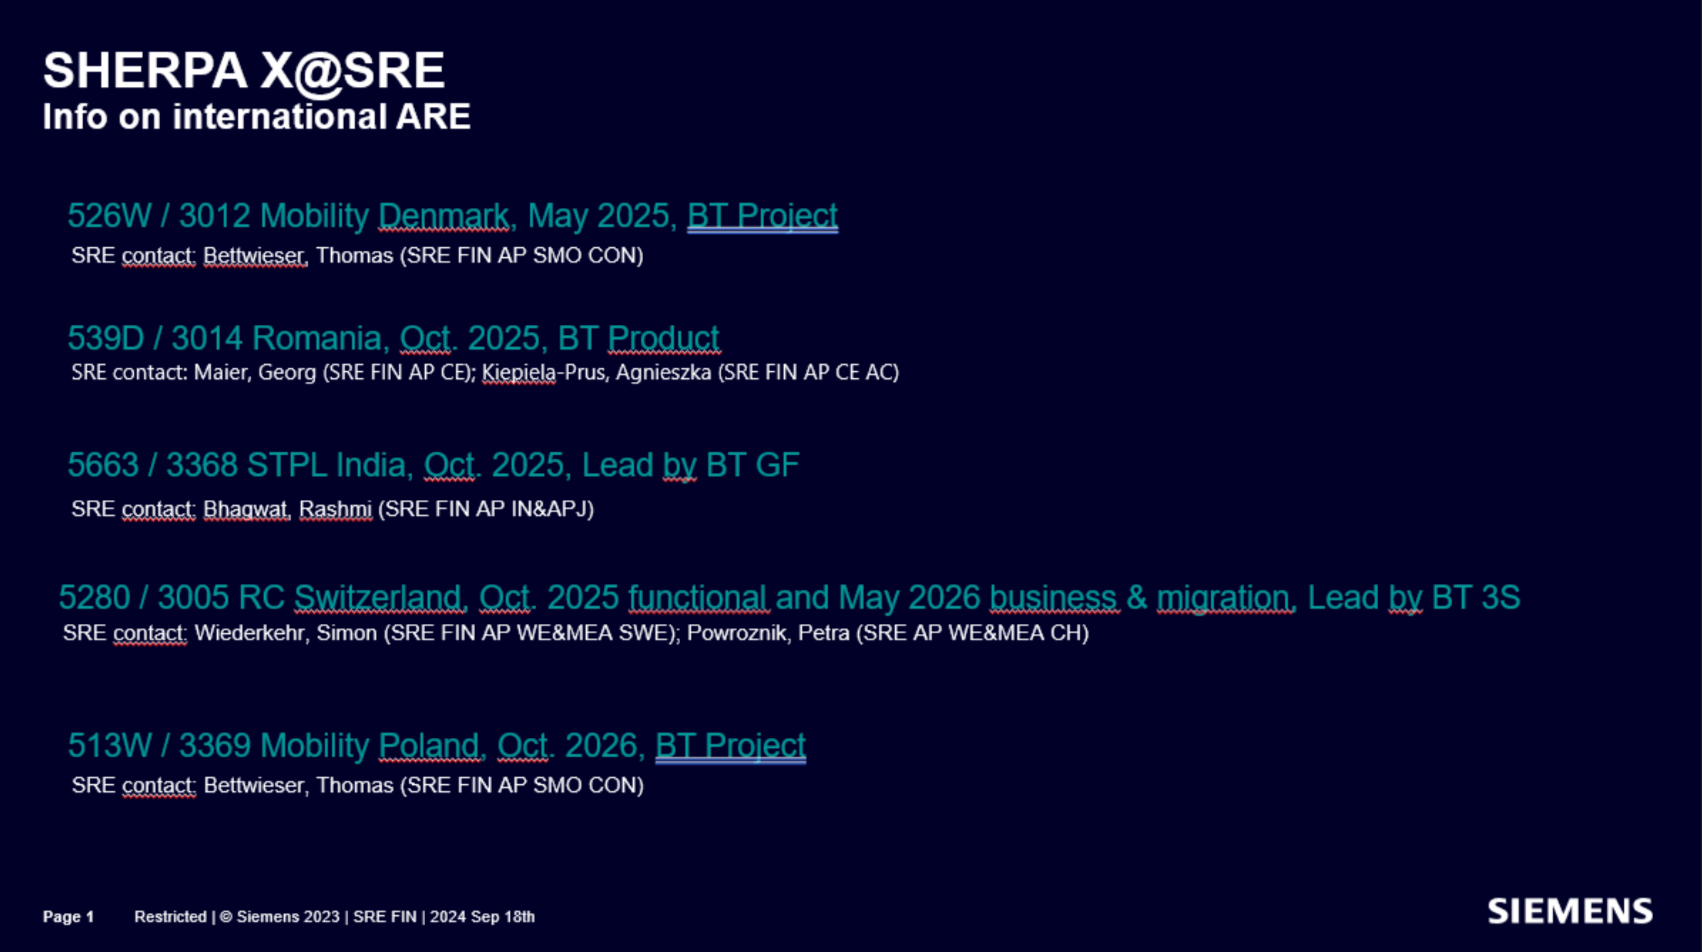 SHERPA X@SRE
Info on international ARE
526W / 3012 Mobility Denmark, May 2025, BT Project
SRE contact: Bettwieser, Thomas (SRE FIN AP SMO CON)
539D / 3014 Romania, Oct. 2025, BT Product
SRE contact: Maier, Georg (SRE FIN AP CE); Kiepiela-Prus, Agnieszka (SRE FIN AP CE AC)
5663 / 3368 STPL India, Oct. 2025, Lead by BT GF
SRE contact: Bhagwat, Rashmi (SRE FIN AP IN&APJ)
5280 / 3005 RC Switzerland, Oct. 2025 functional and May 2026 business & migration, Lead by BT 3S
SRE contact: Wiederkehr, Simon (SRE FIN AP WE&MEA SWE); Powroznik, Petra (SRE AP WE&MEA CH)
513W / 3369 Mobility Poland, Oct. 2026, BT Project
SRE contact: Bettwieser, Thomas (SRE FIN AP SMO CON)
Page 1 Restricted | © Siemens 2023 | SRE FIN | 2024 Sep 18th
SIEMENS